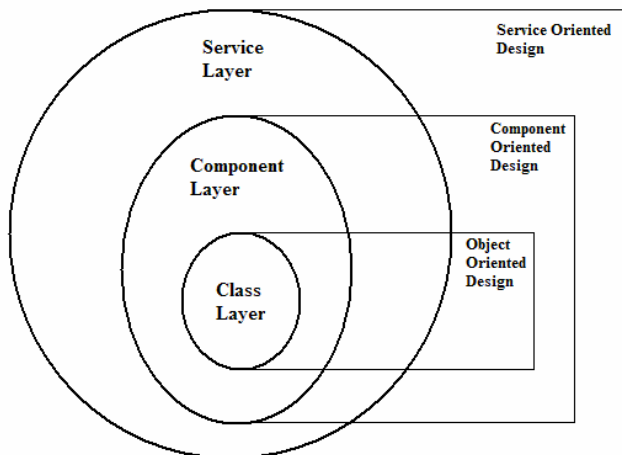 Service
Layer
Service Oriented
Design
Component
Layer
Component
Oriented
Design
Class
Layer
Object
Oriented
Design